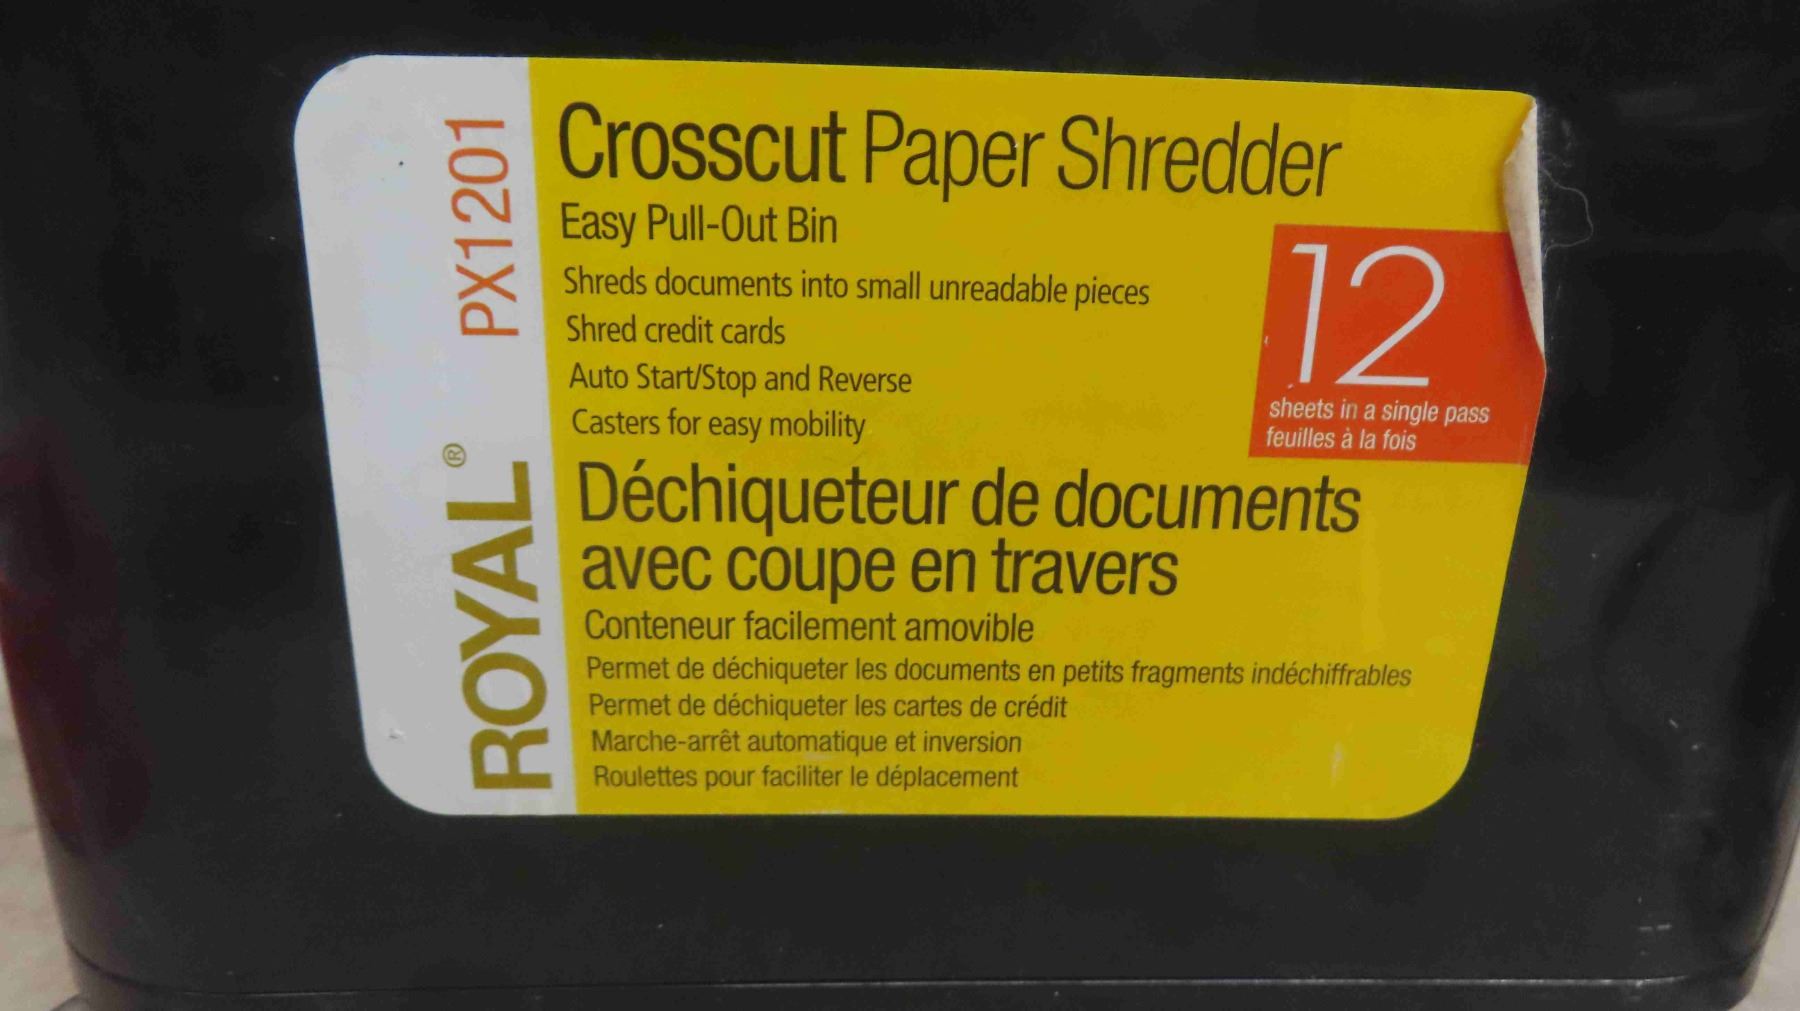 PX1201
ROYAL®
Crosscut Paper Shredder
Easy Pull-Out Bin
Shreds documents into small unreadable pieces
Shred credit cards
Auto Start/Stop and Reverse
Casters for easy mobility
12
sheets in a single pass
feuilles à la fois
Déchiqueteur de documents
avec coupe en travers
Conteneur facilement amovible
Permet de déchiqueter les documents en petits fragments indéchiffrables
Permet de déchiqueter les cartes de crédit
Marche-arrêt automatique et inversion
Roulettes pour faciliter le déplacement